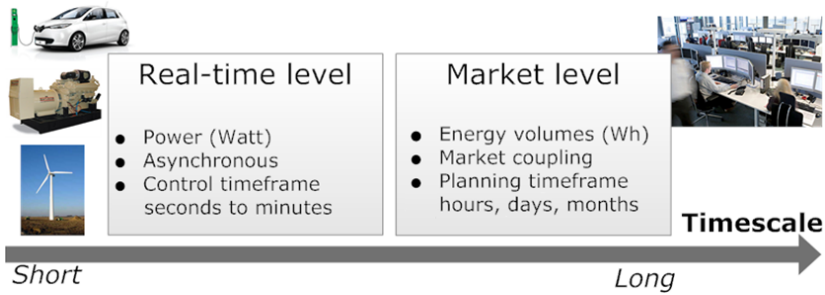 Real-time level
● Power (Watt)
● Asynchronous
● Control timeframe
seconds to minutes
Market level
● Energy volumes (Wh)
● Market coupling
● Planning timeframe
hours, days, months
Timescale
Short
Long